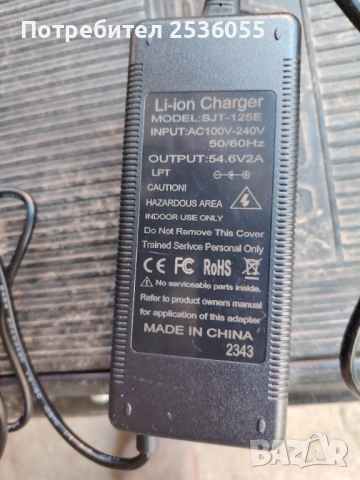 Потребител 2536055
Li-ion Charger
MODEL:SJT-125E
INPUT:AC100V-240V
50/60Hz
OUTPUT:54.6V2A
LPT
CAUTION!
HAZARDOUS AREA
INDOOR USE ONLY
Do Not Remove This Cover
Trained Serivce Personal Only
CE FC RoHS
No serviceable parts inside.
Refer to product owners manual
for application of this adapter
MADE IN CHINA
2343
BAZAR